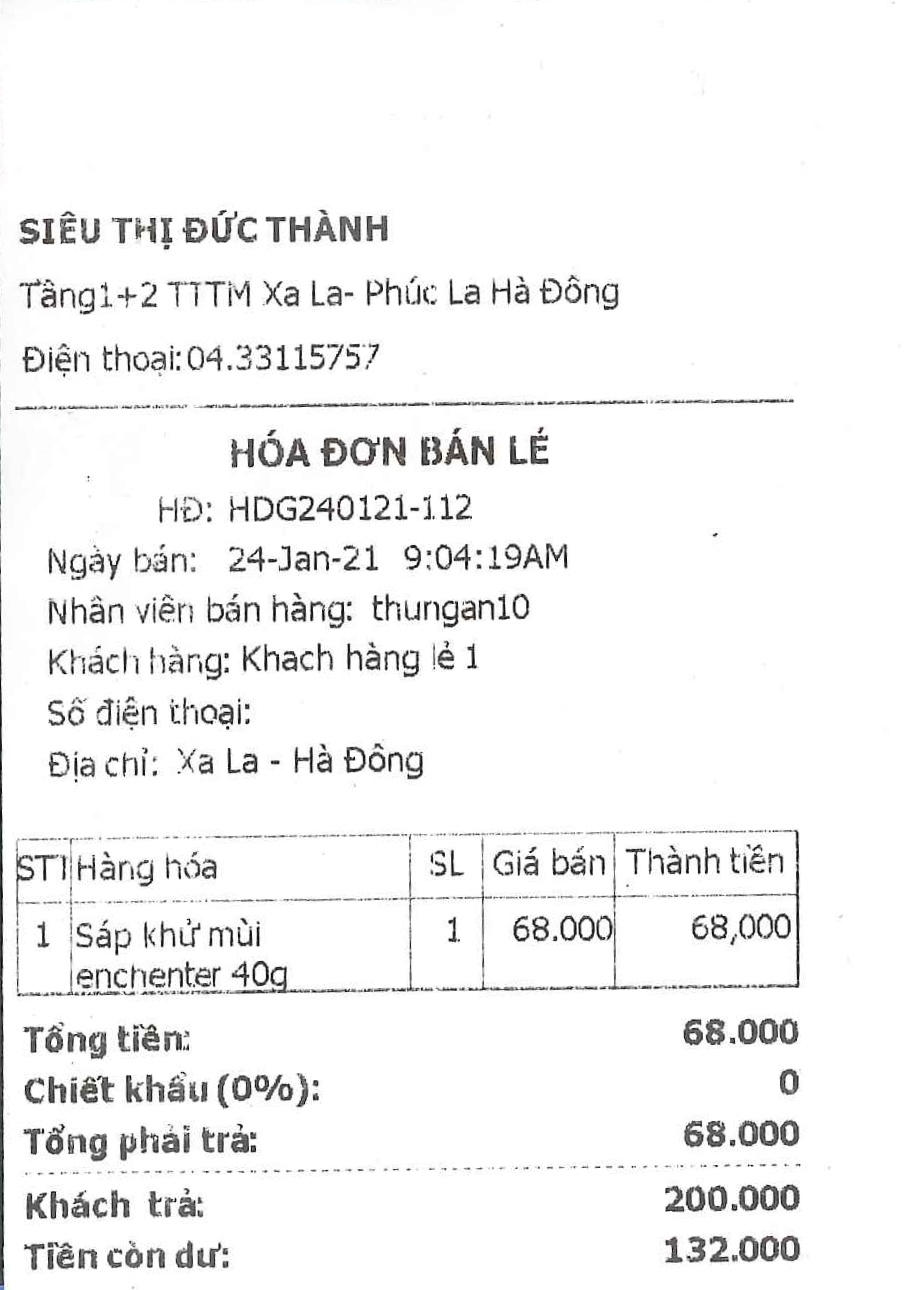 SIÊU THỊ ĐỨC THÀNH
Tầng1+2 TTTM Xa La- Phúc La Hà Đông
Điện thoại:04.33115757
HÓA ĐƠN BÁN LẺ
HĐ: HDG240121-112
Ngày bán: 24-Jan-21 9:04:19AM
Nhân viên bán hàng: thungan10
Khách hàng: Khach hàng lẻ 1
Số điện thoại:
Địa chỉ: Xa La - Hà Đông
STT Hàng hóa SL Giá bán Thành tiền
1 Sáp khử mùi 1 68.000 68,000
enchenter 40g
Tổng tiền: 68.000
Chiết khấu (0%): 0
Tổng phải trả: 68.000
Khách trả: 200.000
Tiền còn dư: 132.000